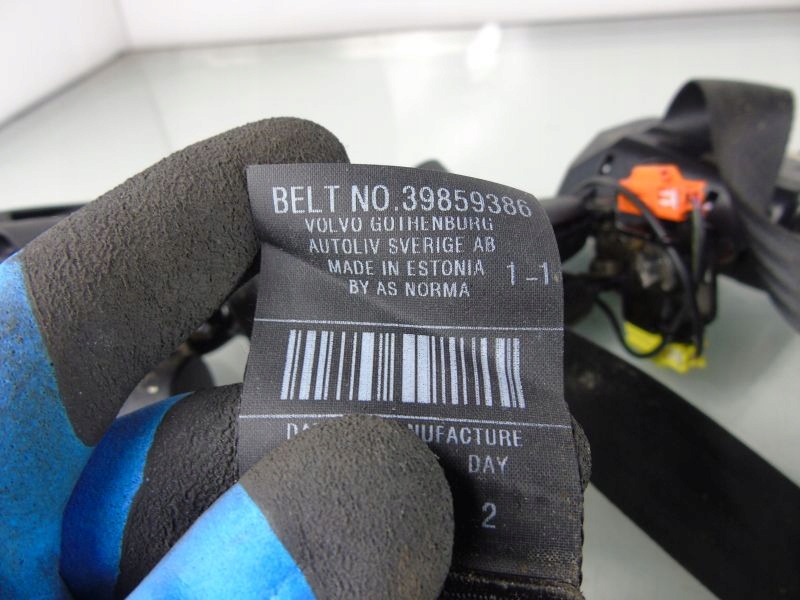 BELT NO.39859386
VOLVO GOTHENBURG
AUTOLIV SVERIGE AB
MADE IN ESTONIA 1-1
BY AS NORMA
DAY
2